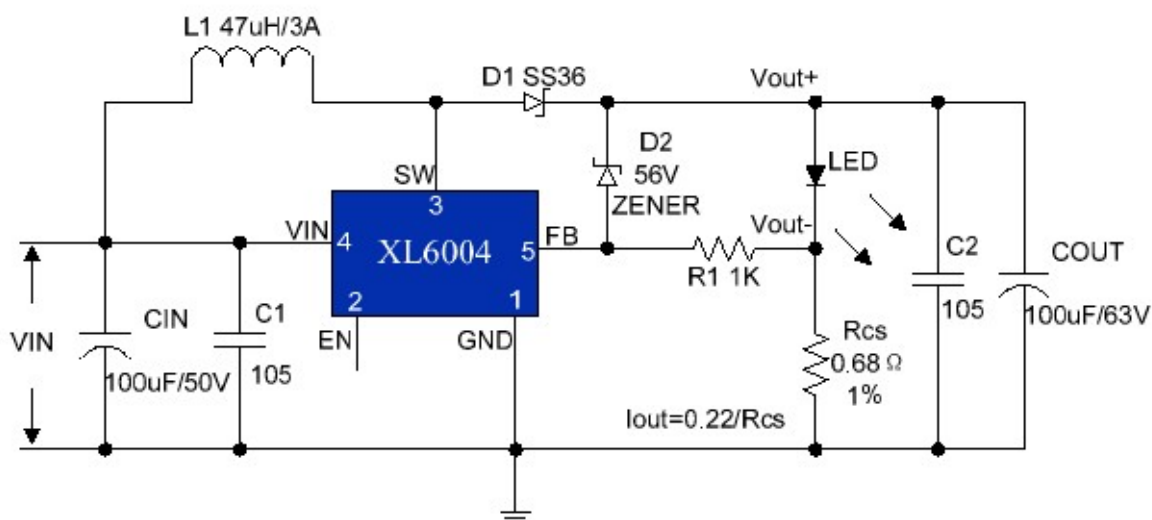 L1 47uH/3A
D1 SS36
Vout+
D2
56V
ZENER
LED
SW
3
VIN
4
XL6004
5
FB
Vout-
R1 1K
2
1
EN
GND
VIN
CIN
100uF/50V
C1
105
Rcs
0.68Ω
1%
C2
105
COUT
100uF/63V
Iout=0.22/Rcs